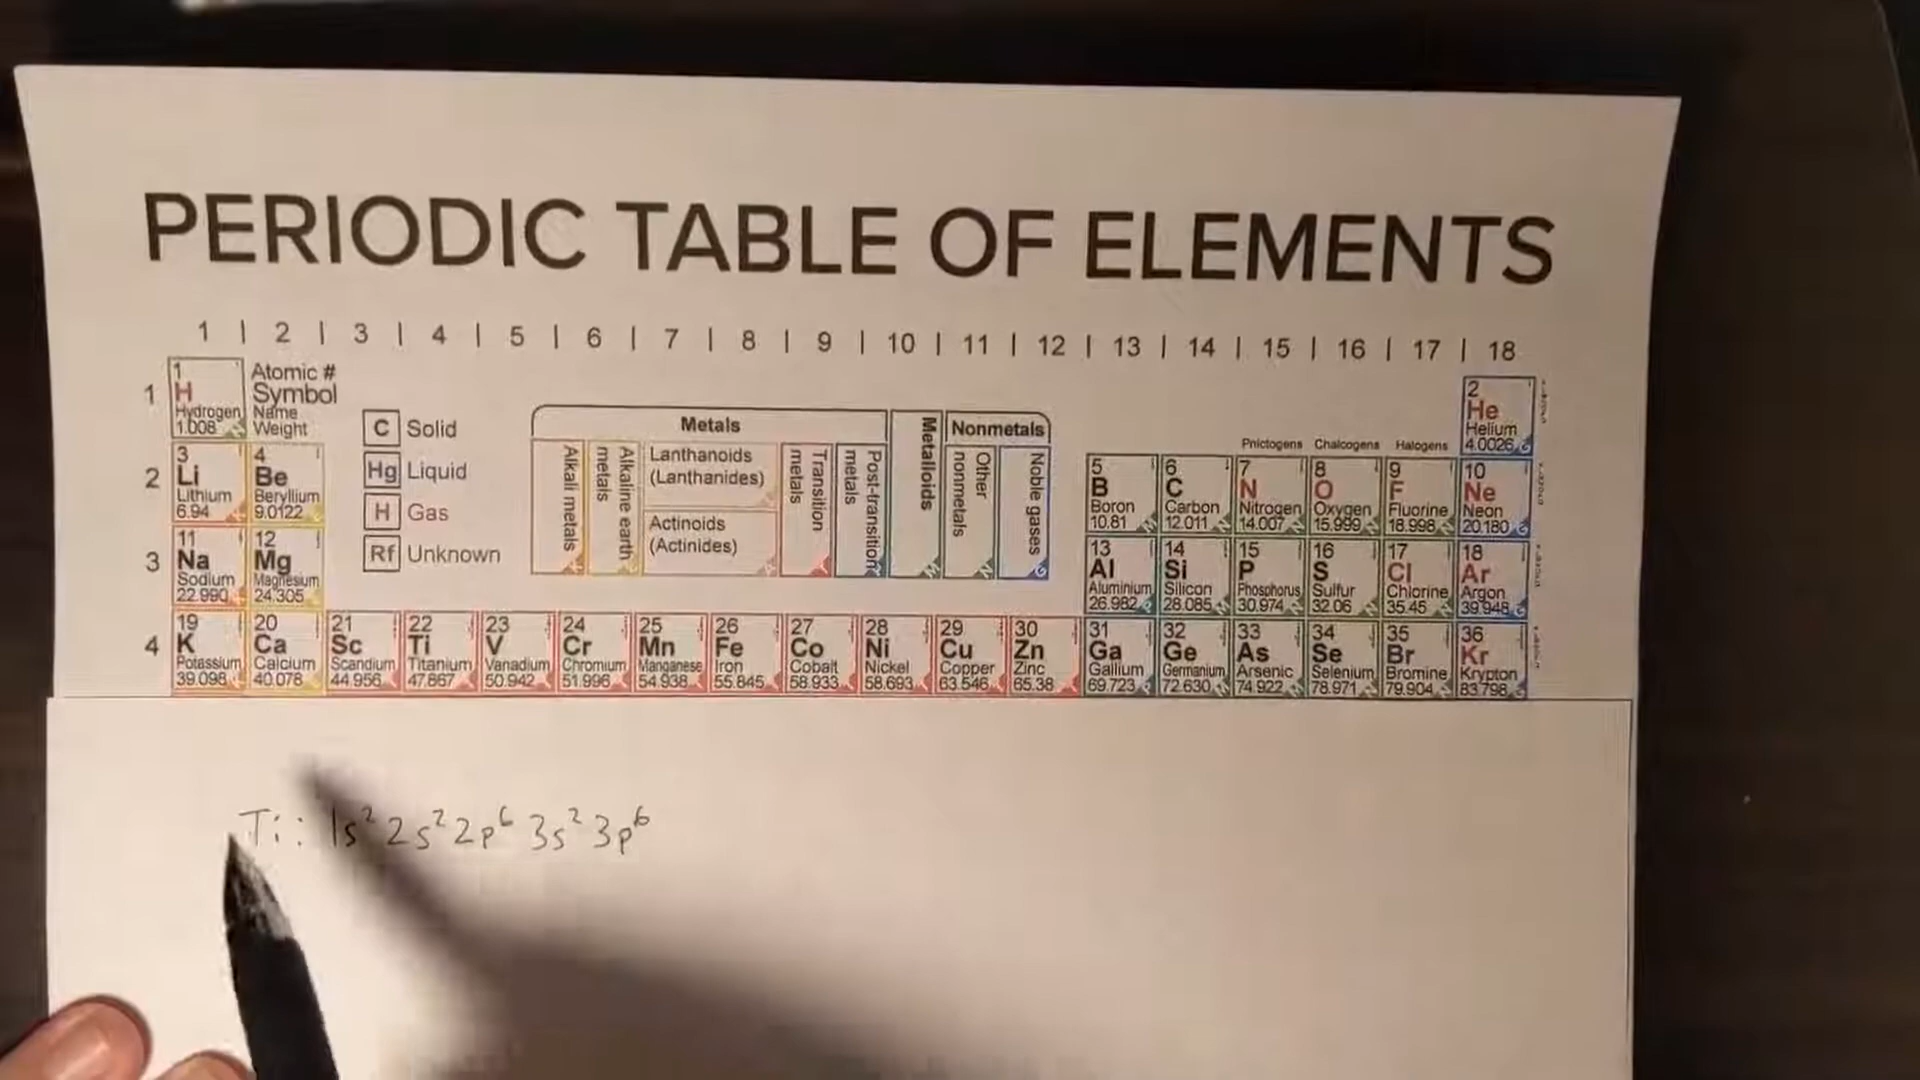 PERIODIC TABLE OF ELEMENTS
1 | 2 | 3 | 4 | 5 | 6 | 7 | 8 | 9 | 10 | 11 | 12 | 13 | 14 | 15 | 16 | 17 | 18
1
1
H
Hydrogen
1.008
Atomic #
Symbol
Name
Weight
C Solid
Hg Liquid
H Gas
Rf Unknown
Metals
Alkali metals
Alkaline earth
metals
Lanthanoids
(Lanthanides)
Actinoids
(Actinides)
Transition
metals
Post-transition
metals
Metalloids
Nonmetals
Other
nonmetals
Noble gases
Pnictogens Chalcogens Halogens
2
He
Helium
4.0026
2
3 4 5 6 7 8 9 10
Li Be B C N O F Ne
Lithium Beryllium Boron Carbon Nitrogen Oxygen Fluorine Neon
6.94 9.0122 10.81 12.011 14.007 15.999 18.998 20.180
3
11 12 13 14 15 16 17 18
Na Mg Al Si P S Cl Ar
Sodium Magnesium Aluminium Silicon Phosphorus Sulfur Chlorine Argon
22.990 24.305 26.982 28.085 30.974 32.06 35.45 39.948
4
19 20 21 22 23 24 25 26 27 28 29 30 31 32 33 34 35 36
K Ca Sc Ti V Cr Mn Fe Co Ni Cu Zn Ga Ge As Se Br Kr
Potassium Calcium Scandium Titanium Vanadium Chromium Manganese Iron Cobalt Nickel Copper Zinc Gallium Germanium Arsenic Selenium Bromine Krypton
39.098 40.078 44.956 47.867 50.942 51.996 54.938 55.845 58.933 58.693 63.546 65.38 69.723 72.630 74.922 78.971 79.904 83.798
Ti: 1s² 2s² 2p⁶ 3s² 3p⁶